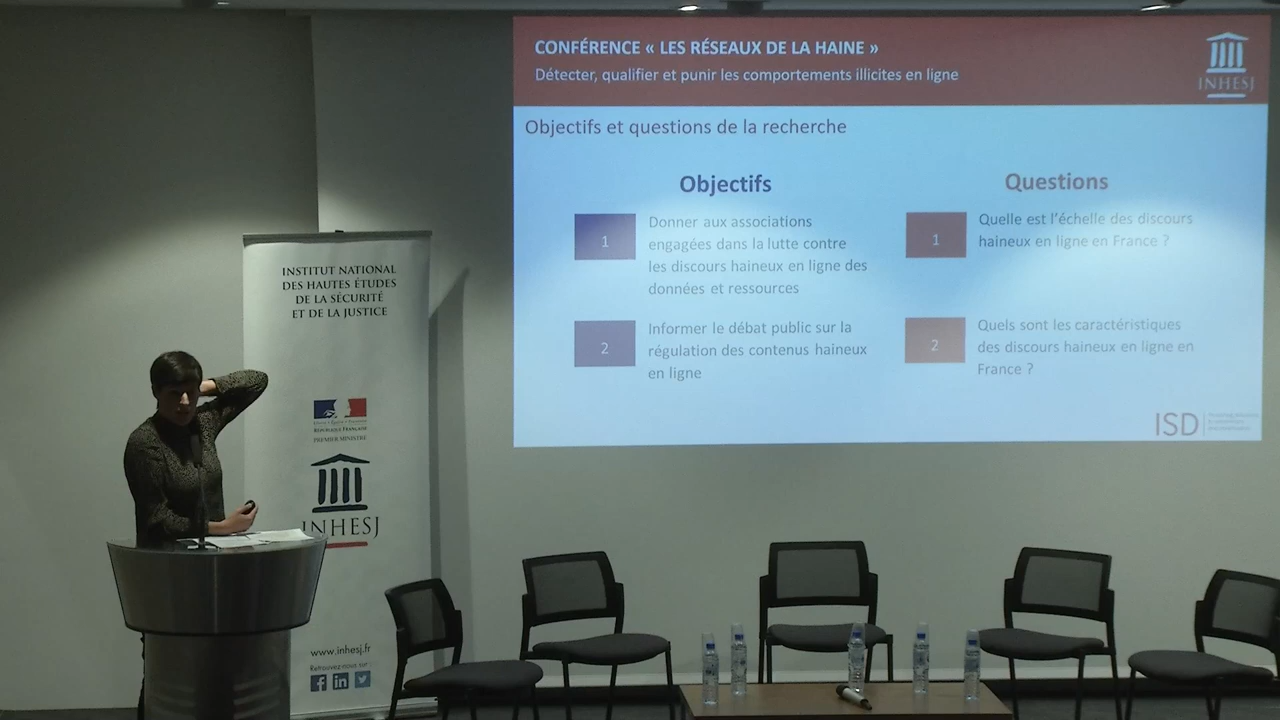 CONFÉRENCE « LES RÉSEAUX DE LA HAINE »
Détecter, qualifier et punir les comportements illicites en ligne
INHESJ
Objectifs et questions de la recherche
Objectifs
1
Donner aux associations
engagées dans la lutte contre
les discours haineux en ligne des
données et ressources
2
Informer le débat public sur la
régulation des contenus haineux
en ligne
Questions
1
Quelle est l'échelle des discours
haineux en ligne en France ?
2
Quels sont les caractéristiques
des discours haineux en ligne en
France ?
ISD
INSTITUT NATIONAL
DES HAUTES ÉTUDES
DE LA SÉCURITÉ
ET DE LA JUSTICE
RÉPUBLIQUE FRANÇAISE
PREMIER MINISTRE
INHESJ
www.inhesj.fr
Retrouvez-nous sur :